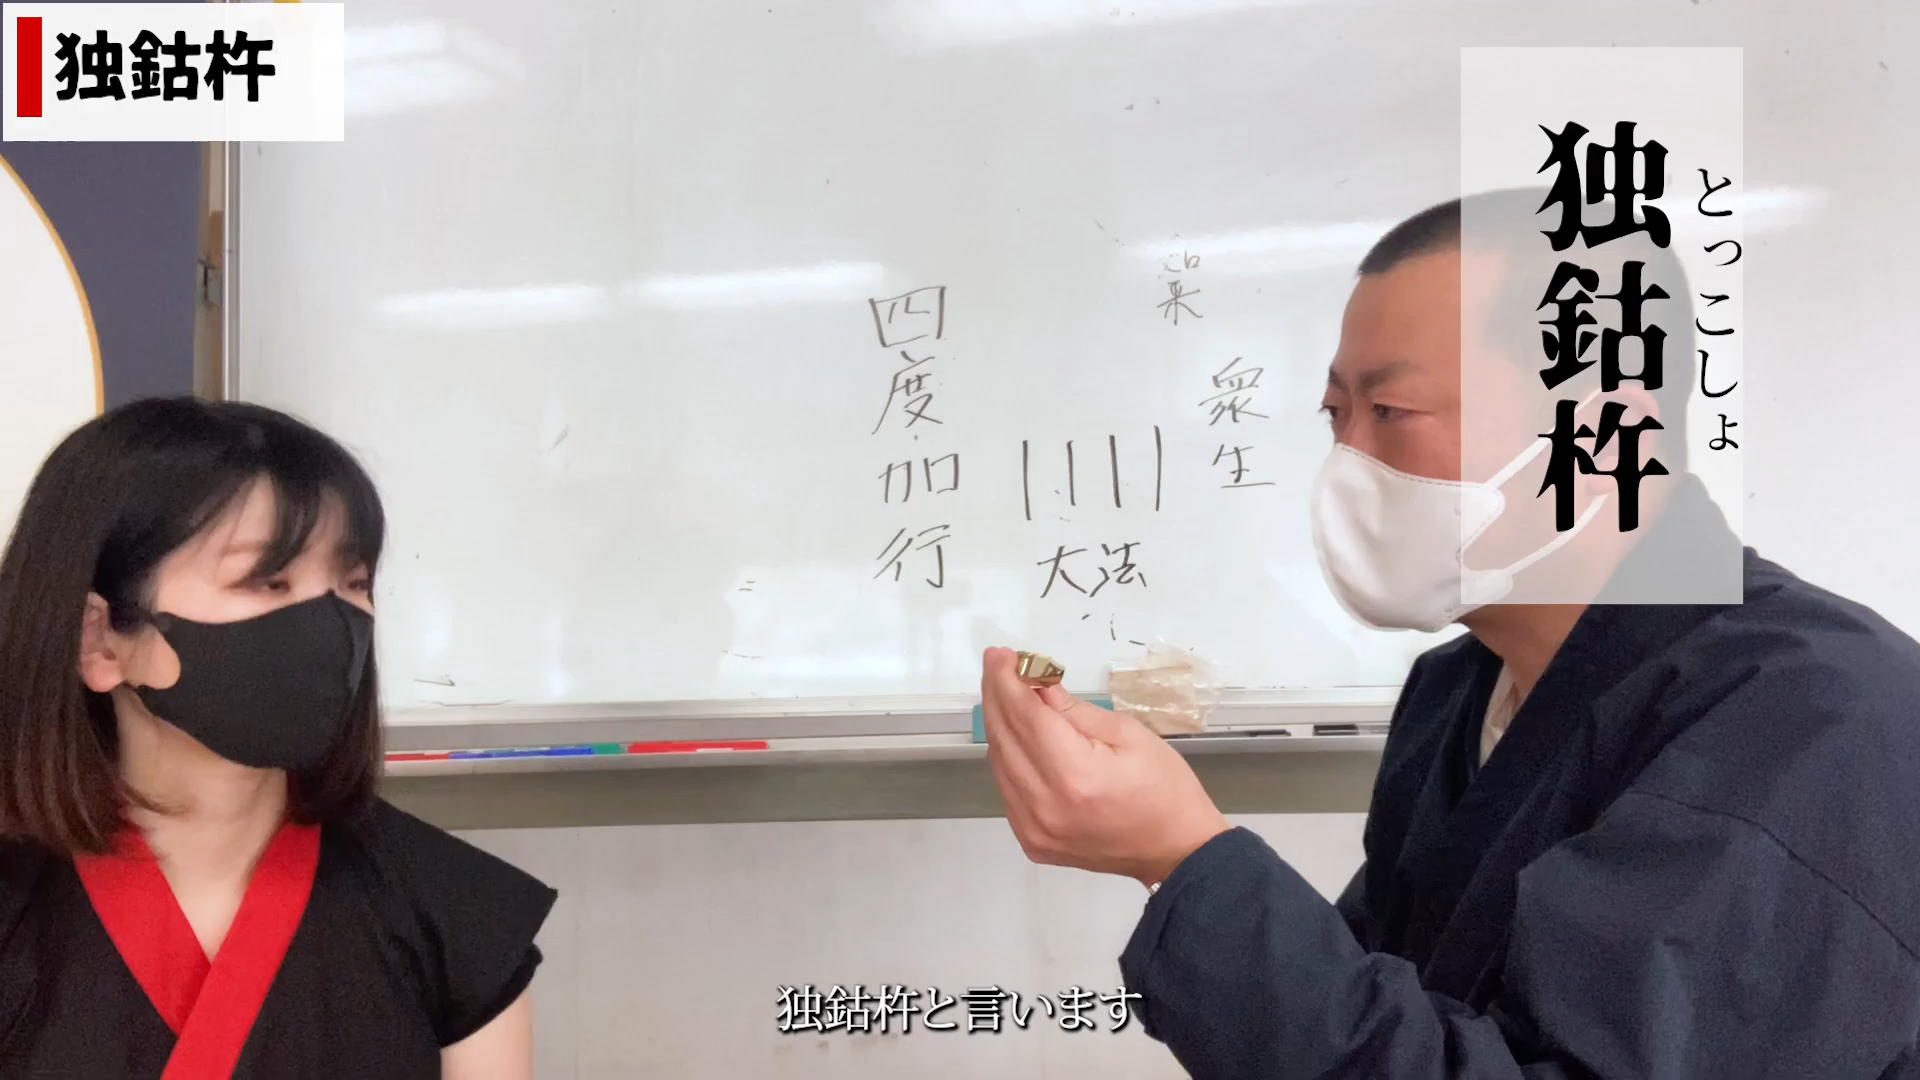 独鈷杵
独鈷杵
とっこしょ
衆生
大法
四度加行
独鈷杵と言います